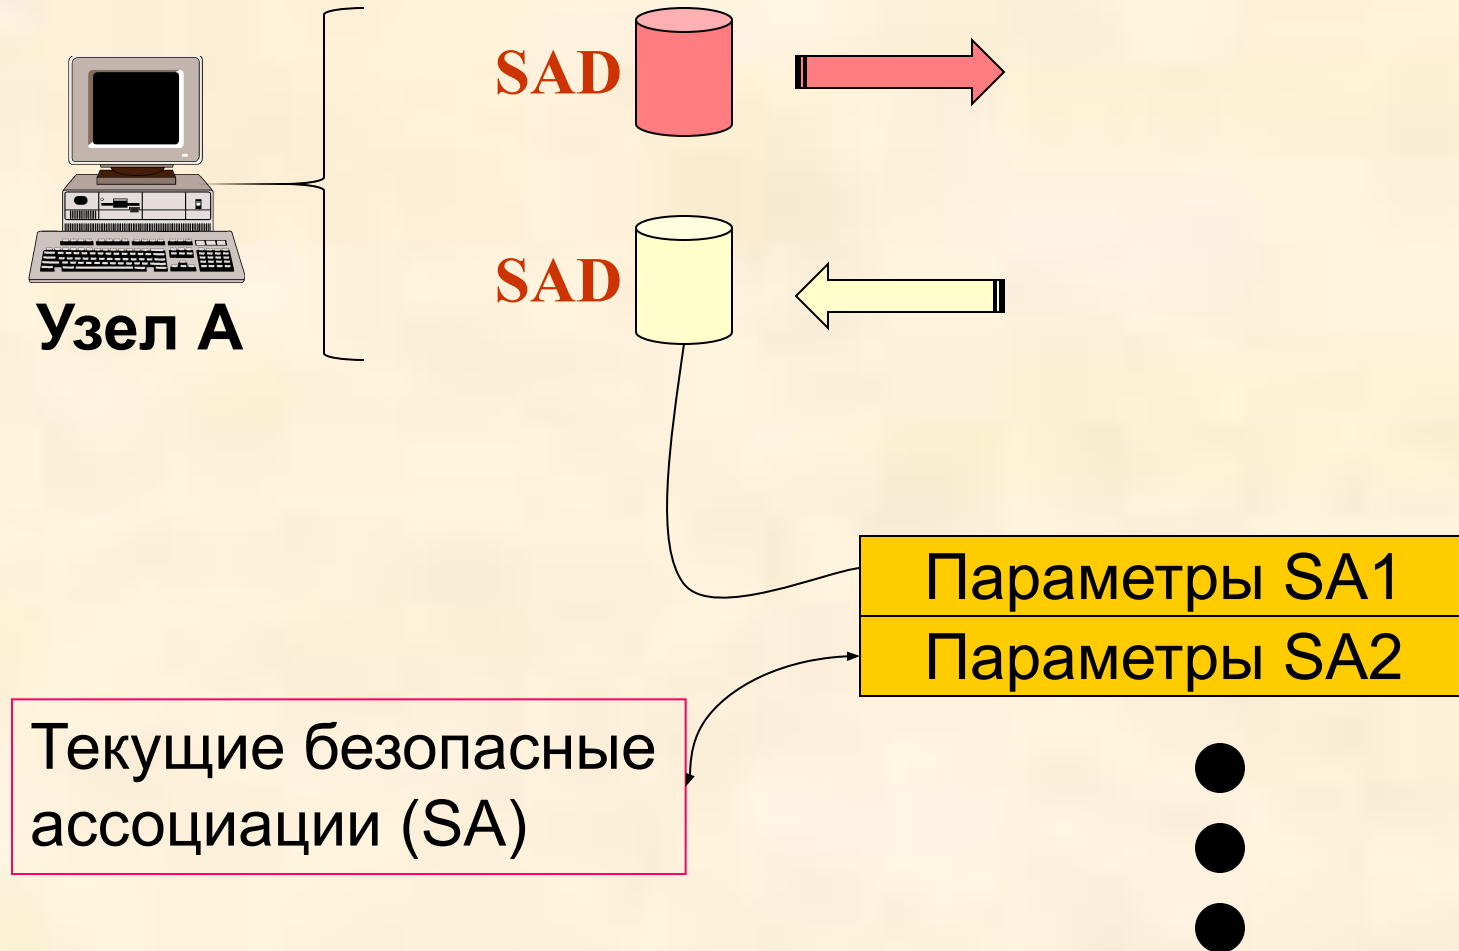 SAD
SAD
Узел А
Параметры SA1
Параметры SA2
Текущие безопасные
ассоциации (SA)